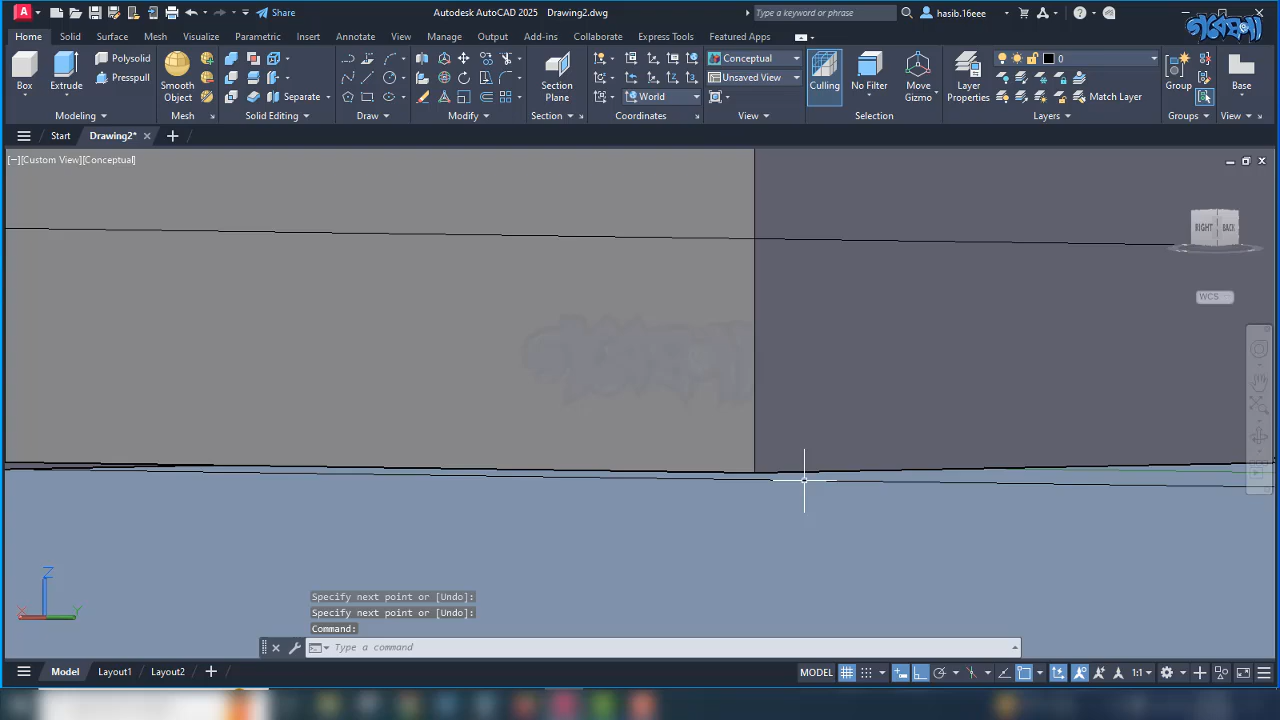 Autodesk AutoCAD 2025 Drawing2.dwg
Share
Type a keyword or phrase
hasib.16eee
গবেষণা
Home Solid Surface Mesh Visualize Parametric Insert Annotate View Manage Output Add-ins Collaborate Express Tools Featured Apps
Box
Extrude
Polysolid
Presspull
Smooth
Object
Separate
Section
Plane
Conceptual
Unsaved View
World
Culling
No Filter
Move
Gizmo
Layer
Properties
0
Match Layer
Group
Base
Modeling Mesh Solid Editing Draw Modify Section Coordinates View Selection Layers Groups View
Start Drawing2*
[−][Custom View][Conceptual]
RIGHT BACK
WCS
Z
X Y
Specify next point or [Undo]:
Specify next point or [Undo]:
Command:
Type a command
Model Layout1 Layout2
MODEL 1:1